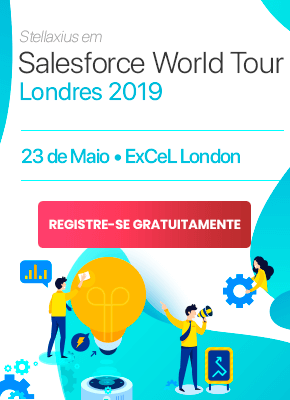 Stellaxius em
Salesforce World Tour
Londres 2019
23 de Maio • ExCeL London
REGISTRE-SE GRATUITAMENTE